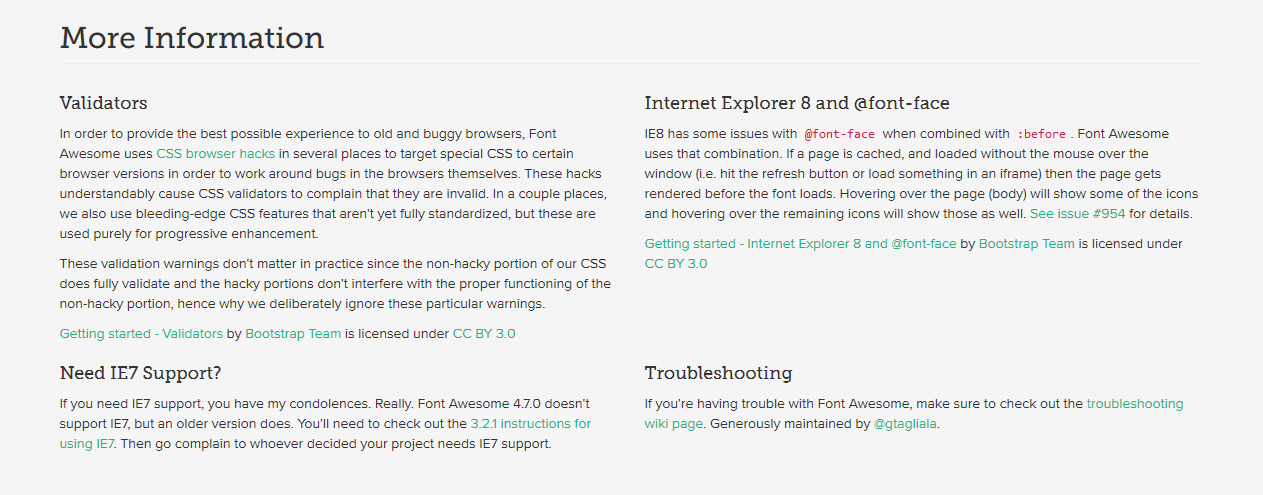 More Information
Validators
In order to provide the best possible experience to old and buggy browsers, Font
Awesome uses CSS browser hacks in several places to target special CSS to certain
browser versions in order to work around bugs in the browsers themselves. These hacks
understandably cause CSS validators to complain that they are invalid. In a couple places,
we also use bleeding-edge CSS features that aren't yet fully standardized, but these are
used purely for progressive enhancement.
These validation warnings don't matter in practice since the non-hacky portion of our CSS
does fully validate and the hacky portions don't interfere with the proper functioning of the
non-hacky portion, hence why we deliberately ignore these particular warnings.
Getting started - Validators by Bootstrap Team is licensed under CC BY 3.0
Internet Explorer 8 and @font-face
IE8 has some issues with @font-face when combined with :before. Font Awesome
uses that combination. If a page is cached, and loaded without the mouse over the
window (i.e. hit the refresh button or load something in an iframe) then the page gets
rendered before the font loads. Hovering over the page (body) will show some of the icons
and hovering over the remaining icons will show those as well. See issue #954 for details.
Getting started - Internet Explorer 8 and @font-face by Bootstrap Team is licensed under
CC BY 3.0
Need IE7 Support?
If you need IE7 support, you have my condolences. Really. Font Awesome 4.7.0 doesn't
support IE7, but an older version does. You'll need to check out the 3.2.1 instructions for
using IE7. Then go complain to whoever decided your project needs IE7 support.
Troubleshooting
If you're having trouble with Font Awesome, make sure to check out the troubleshooting
wiki page. Generously maintained by @gtagliala.